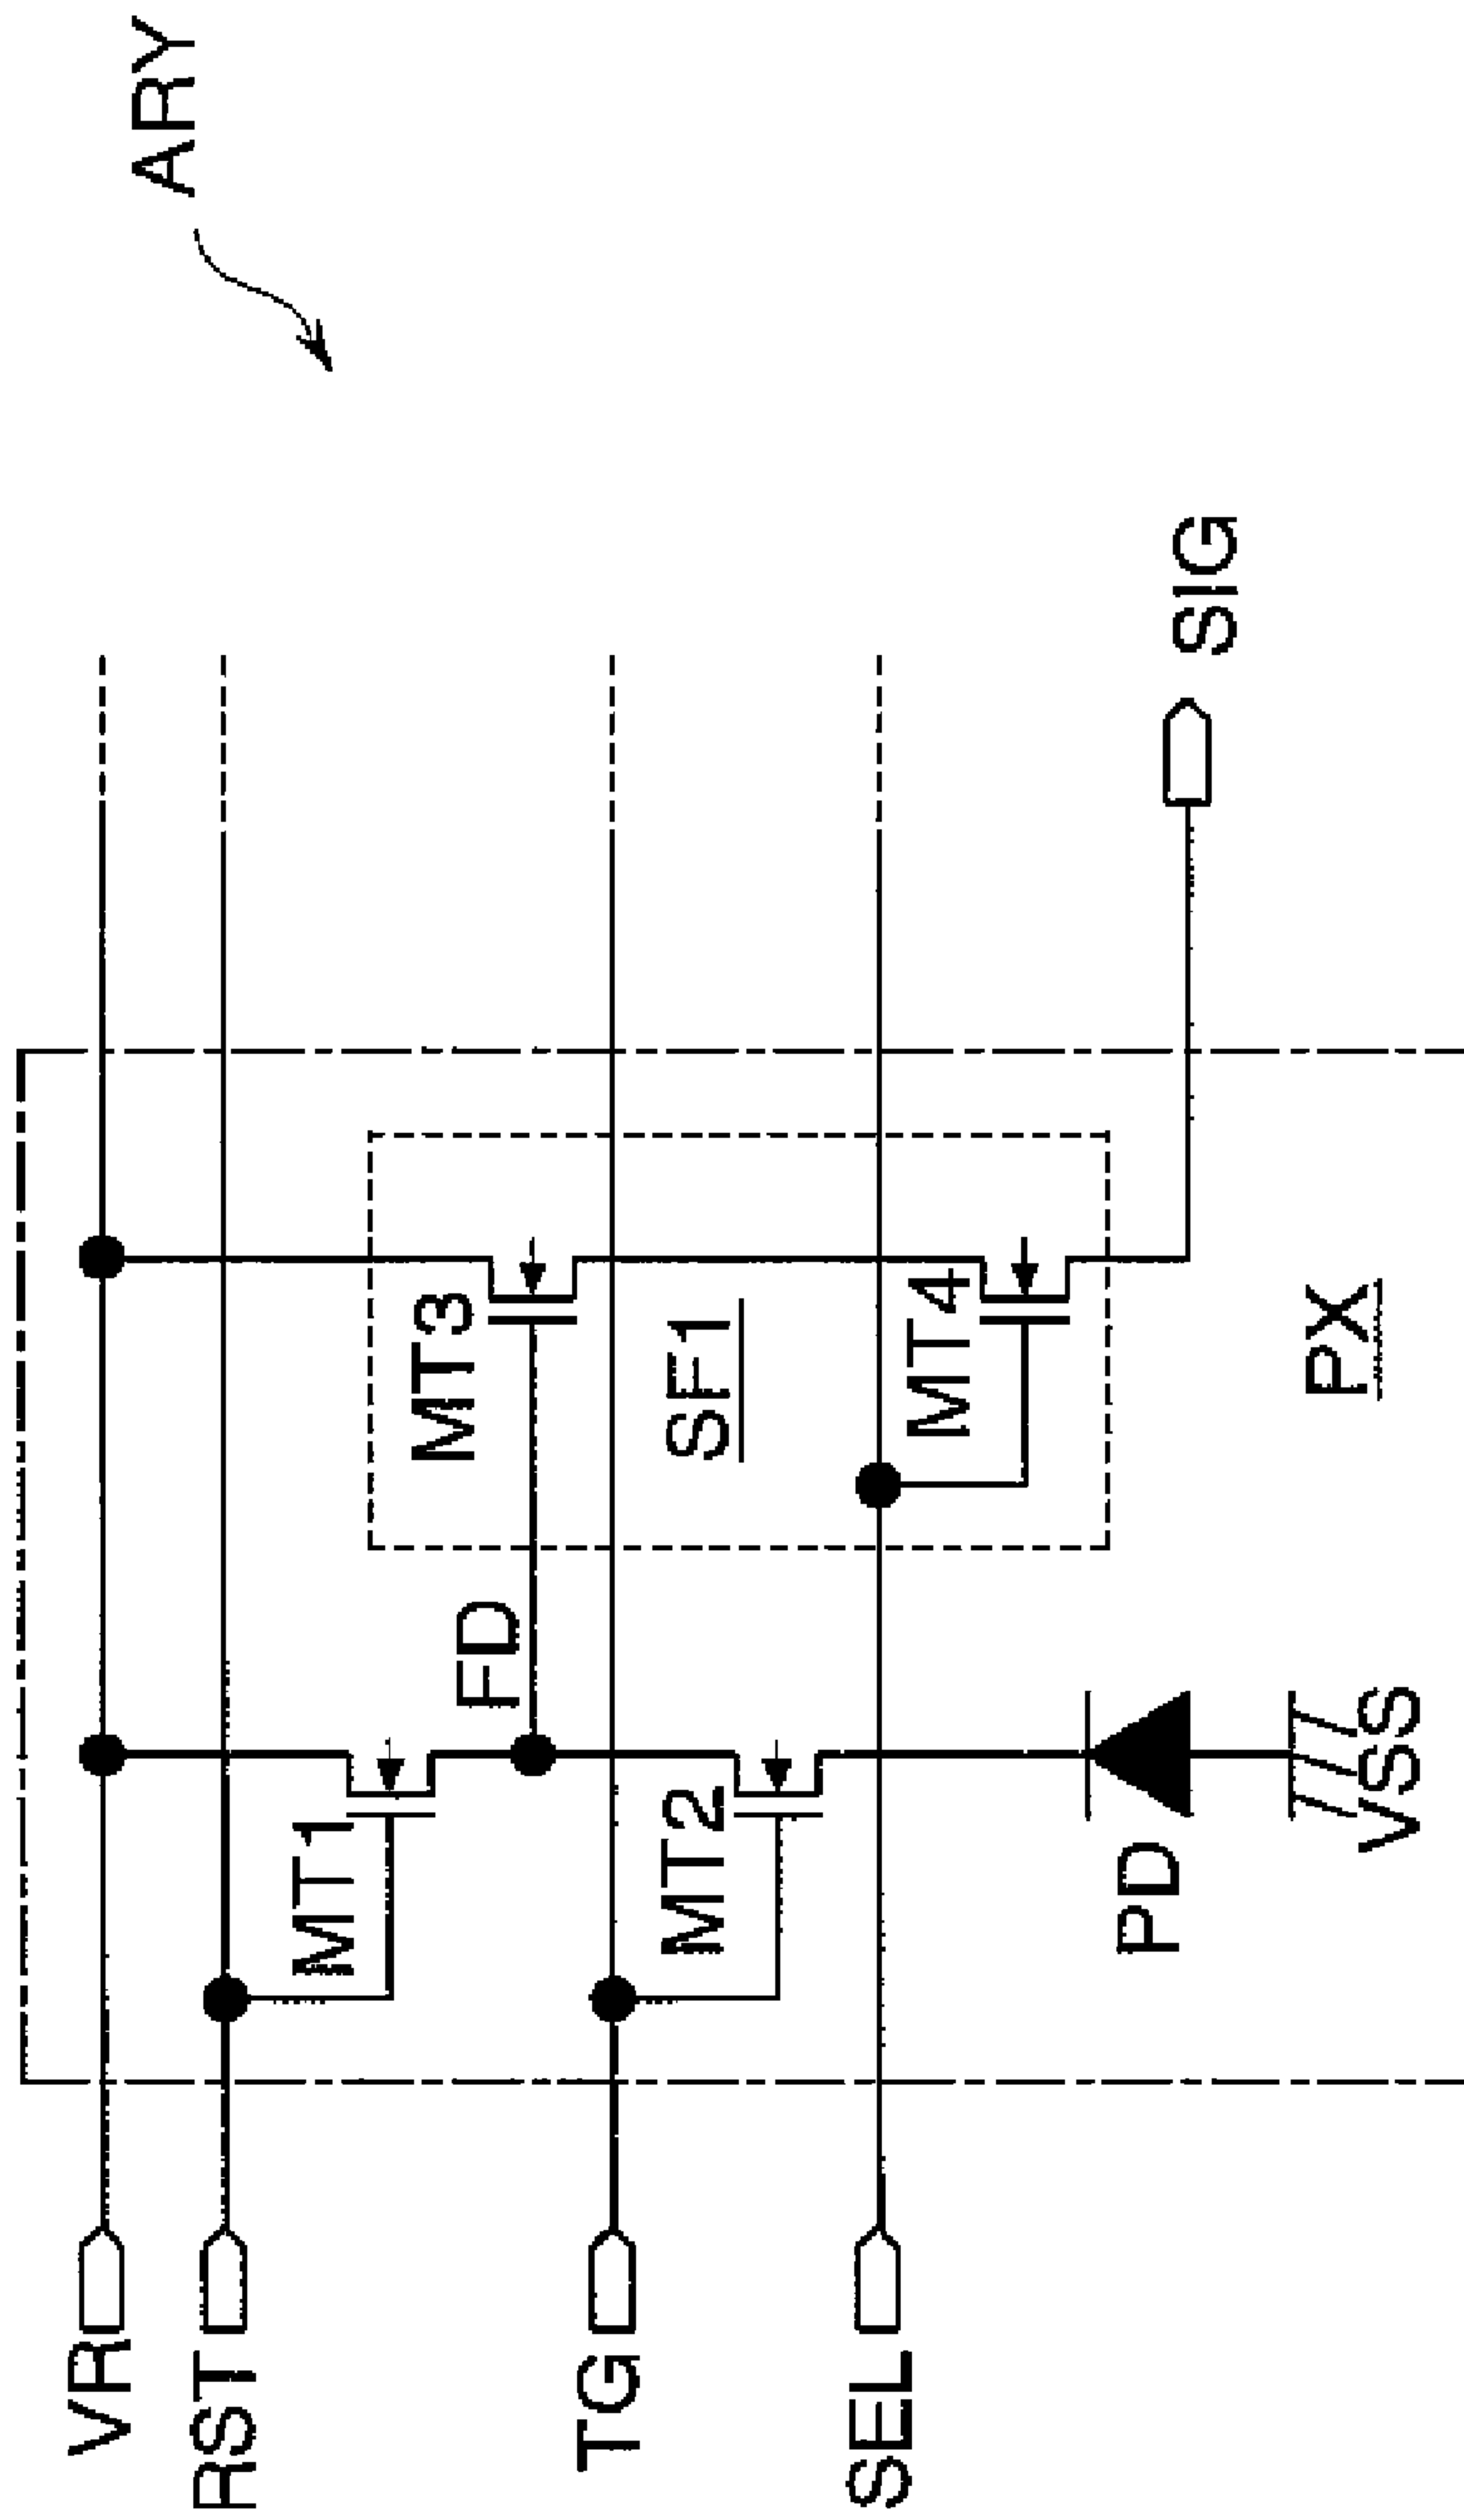 ARY
VR
RST
MT1
MT3
FD
TG
MT2
SF1
SEL
MT4
SIG
PD
PX
VSS